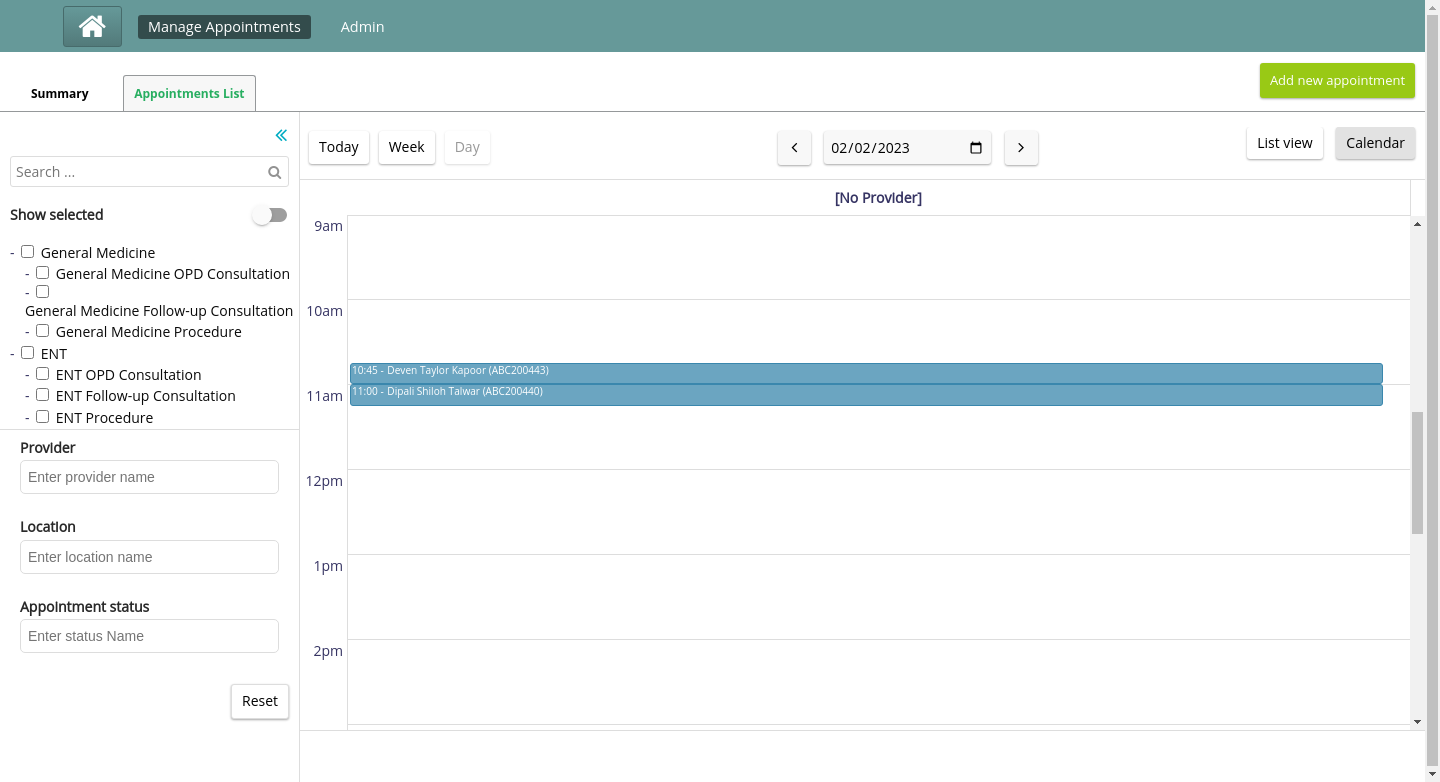 Manage Appointments
Admin
Summary
Appointments List
Add new appointment
Search ...
Show selected
- General Medicine
- General Medicine OPD Consultation
-
General Medicine Follow-up Consultation
- General Medicine Procedure
- ENT
- ENT OPD Consultation
- ENT Follow-up Consultation
- ENT Procedure
Provider
Enter provider name
Location
Enter location name
Appointment status
Enter status Name
Reset
Today
Week
Day
02/02/2023
List view
Calendar
[No Provider]
9am
10am
10:45 - Deven Taylor Kapoor (ABC200443)
11:00 - Dipali Shiloh Talwar (ABC200440)
11am
12pm
1pm
2pm